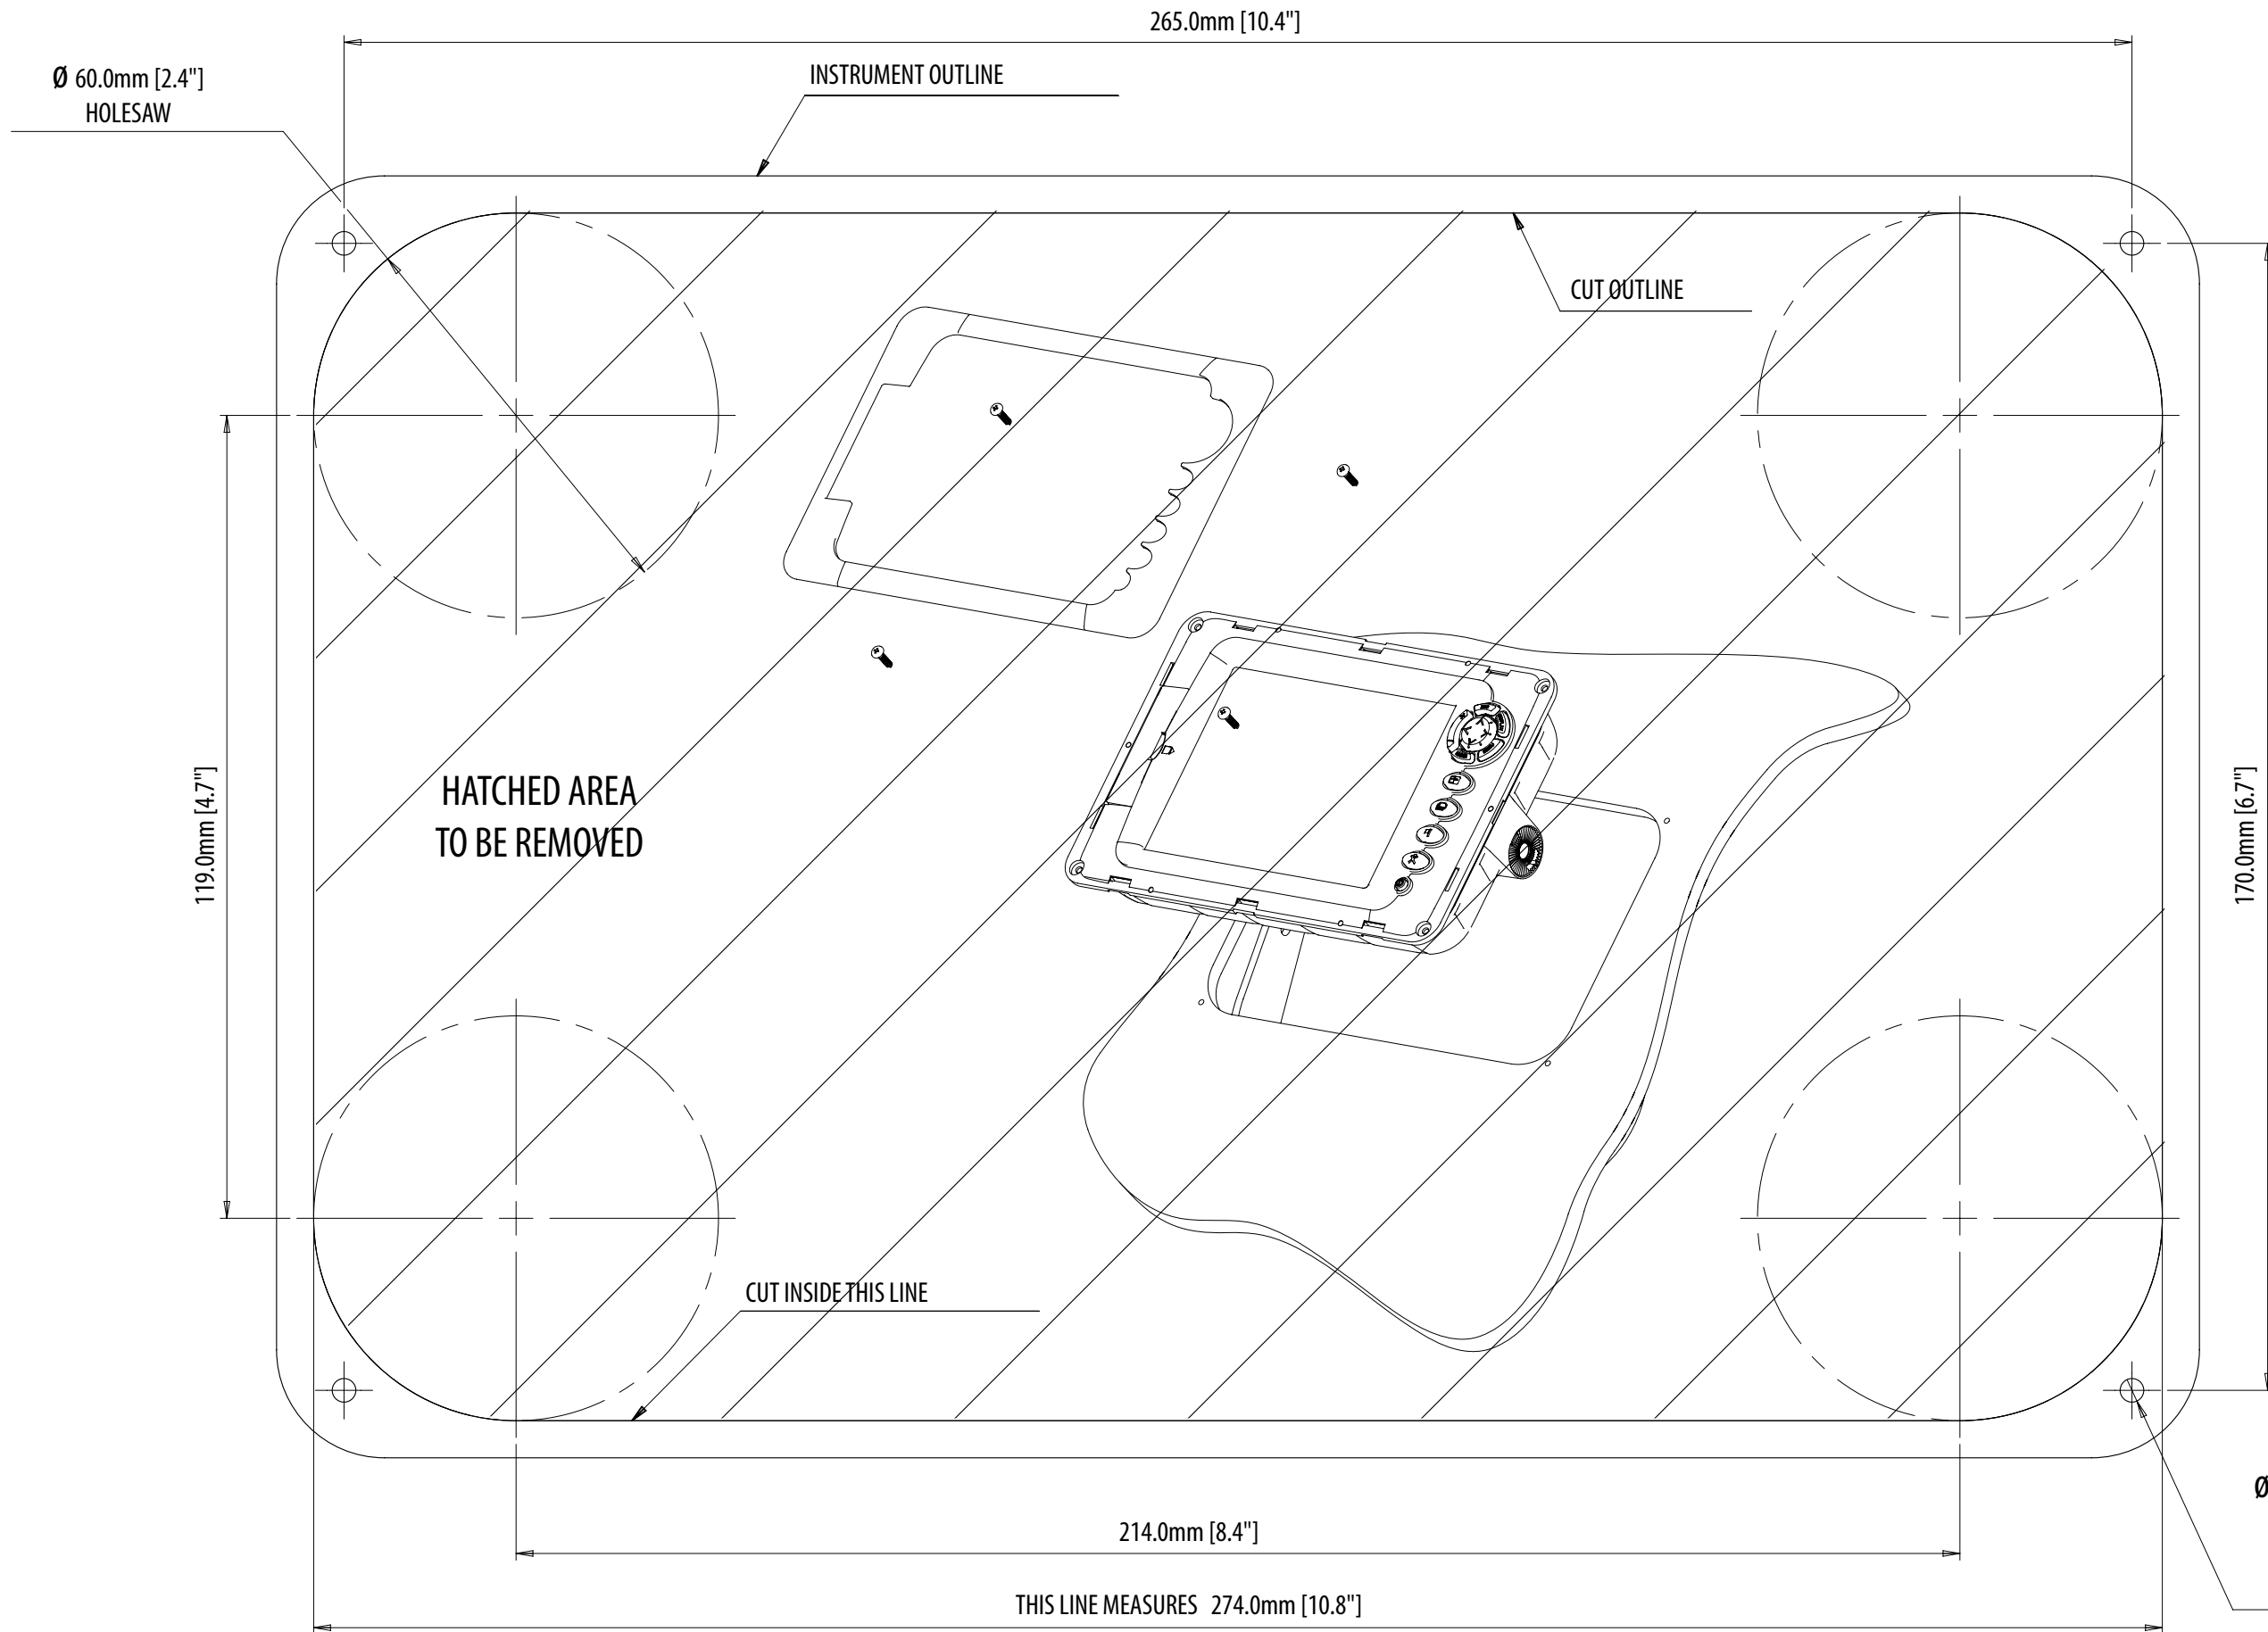 265.0mm [10.4"]
INSTRUMENT OUTLINE
Ø 60.0mm [2.4"]
HOLESAW
CUT OUTLINE
HATCHED AREA
TO BE REMOVED
119.0mm [4.7"]
170.0mm [6.7"]
CUT INSIDE THIS LINE
Ø
214.0mm [8.4"]
THIS LINE MEASURES 274.0mm [10.8"]